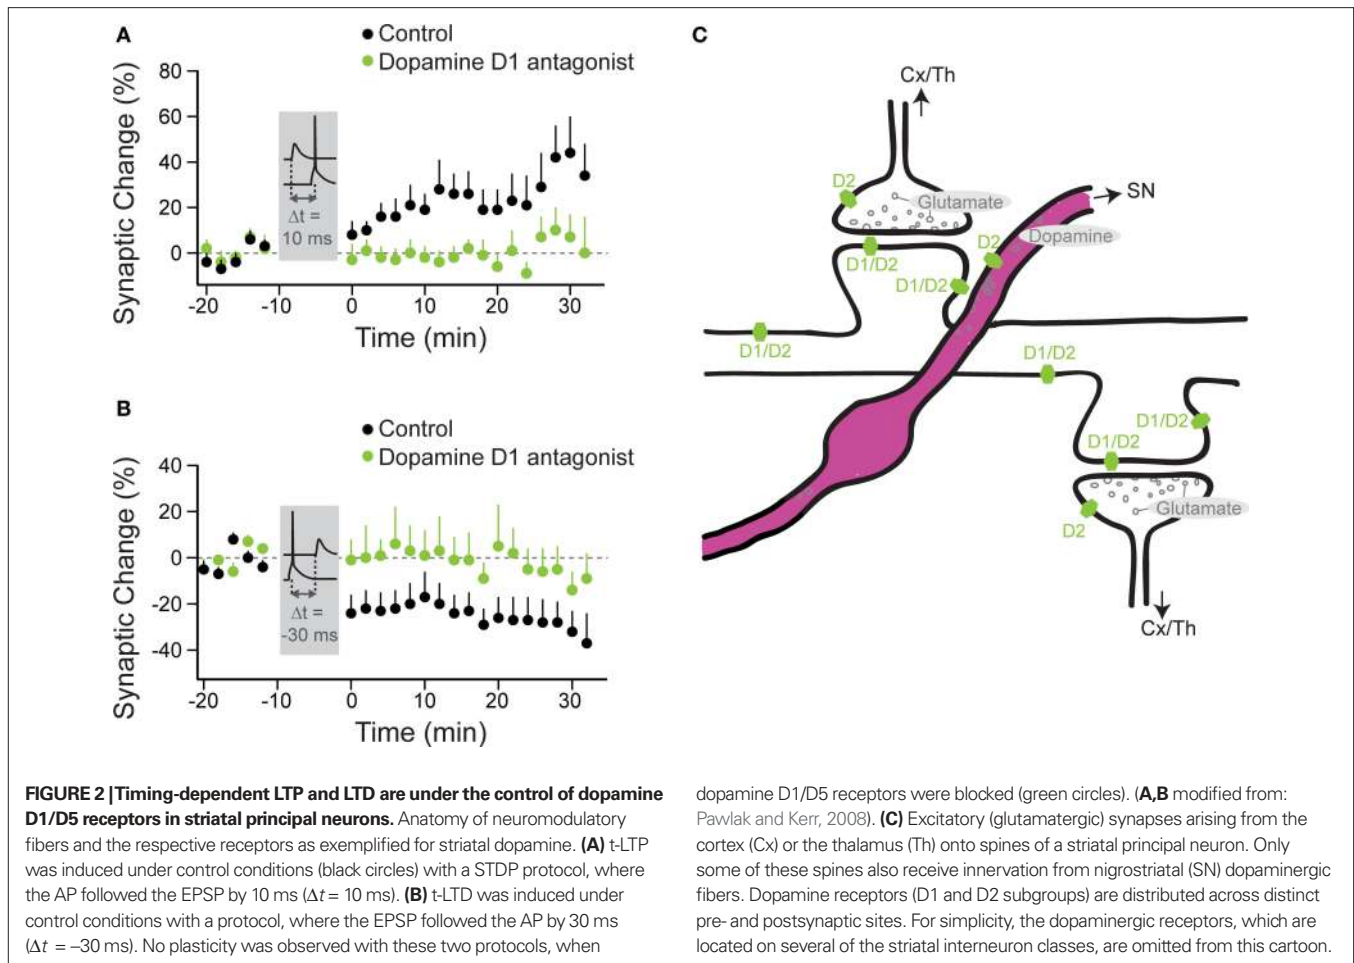 A
Control
Dopamine D1 antagonist
Synaptic Change (%)
80
60
40
20
0
Δt =
10 ms
-20
-10
0
10
20
30
Time (min)
B
Control
Dopamine D1 antagonist
Synaptic Change (%)
40
20
0
-20
-40
Δt =
-30 ms
-20
-10
0
10
20
30
Time (min)
C
Cx/Th
SN
D2
Glutamate
Dopamine
D2
D1/D2
D1/D2
D1/D2
D1/D2
D1/D2
D1/D2
Glutamate
D2
Cx/Th
FIGURE 2 | Timing-dependent LTP and LTD are under the control of dopamine
D1/D5 receptors in striatal principal neurons. Anatomy of neuromodulatory
fibers and the respective receptors as exemplified for striatal dopamine. (A) t-LTP
was induced under control conditions (black circles) with a STDP protocol, where
the AP followed the EPSP by 10 ms (Δt = 10 ms). (B) t-LTD was induced under
control conditions with a protocol, where the EPSP followed the AP by 30 ms
(Δt = –30 ms). No plasticity was observed with these two protocols, when
dopamine D1/D5 receptors were blocked (green circles). (A,B modified from:
Pawlak and Kerr, 2008). (C) Excitatory (glutamatergic) synapses arising from the
cortex (Cx) or the thalamus (Th) onto spines of a striatal principal neuron. Only
some of these spines also receive innervation from nigrostriatal (SN) dopaminergic
fibers. Dopamine receptors (D1 and D2 subgroups) are distributed across distinct
pre- and postsynaptic sites. For simplicity, the dopaminergic receptors, which are
located on several of the striatal interneuron classes, are omitted from this cartoon.